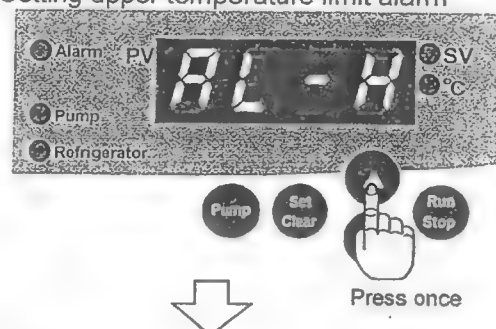 Setting upper temperature limit alarm
Alarm PV AL -H SV
°C
Pump
Refrigerator
Pump Set Clear Run Stop
Press once